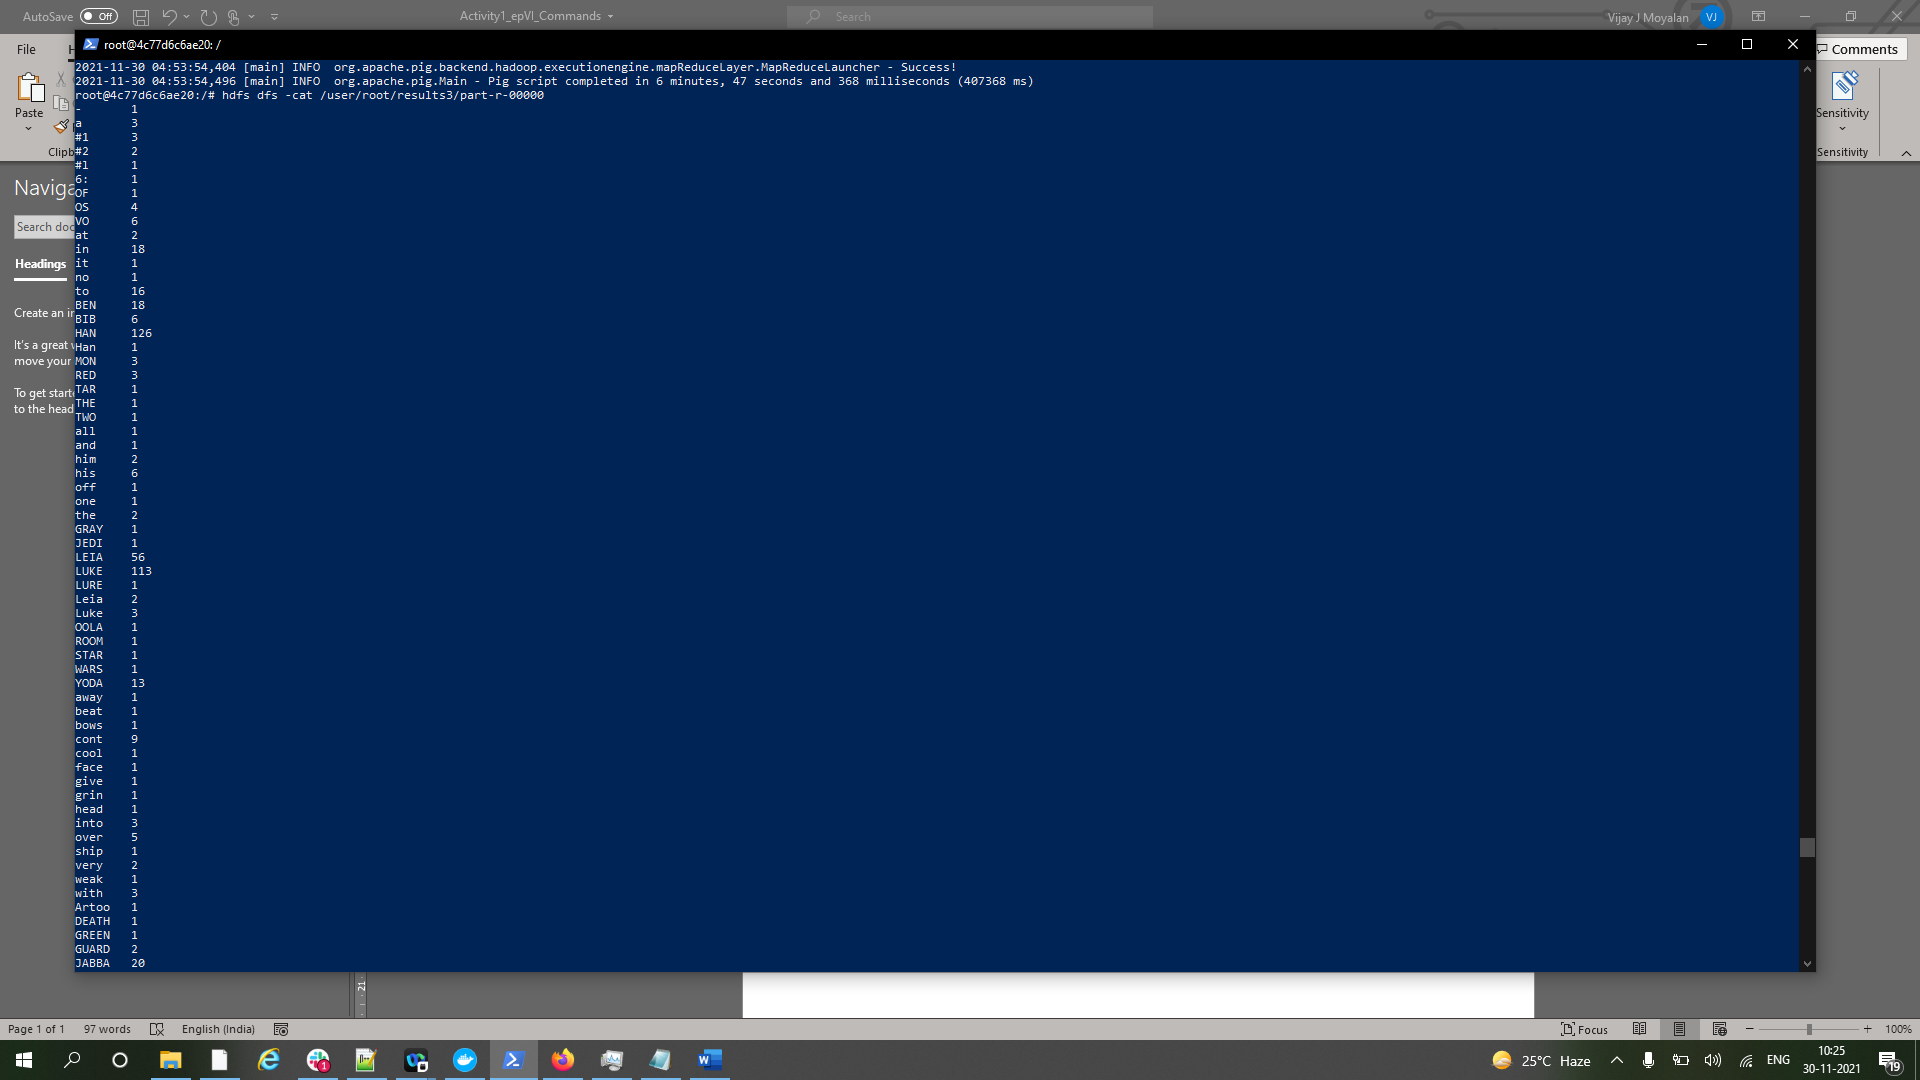 AutoSave Off Activity1_epVI_Commands Search Vijay J Moyalan VJ
File Comments
root@4c77d6c6ae20: /
2021-11-30 04:53:54,404 [main] INFO  org.apache.pig.backend.hadoop.executionengine.mapReduceLayer.MapReduceLauncher - Success!
2021-11-30 04:53:54,496 [main] INFO  org.apache.pig.Main - Pig script completed in 6 minutes, 47 seconds and 368 milliseconds (407368 ms)
root@4c77d6c6ae20:/# hdfs dfs -cat /user/root/results3/part-r-00000
- 1
a 3
#1 3
#2 2
#l 1
6: 1
OF 1
OS 4
VO 6
at 2
in 18
it 1
no 1
to 16
BEN 18
BIB 6
HAN 126
Han 1
MON 3
RED 3
TAR 1
THE 1
TWO 1
all 1
and 1
him 2
his 6
off 1
one 1
the 2
GRAY 1
JEDI 1
LEIA 56
LUKE 113
LURE 1
Leia 2
Luke 3
OOLA 1
ROOM 1
STAR 1
WARS 1
YODA 13
away 1
beat 1
bows 1
cont 9
cool 1
face 1
give 1
grin 1
head 1
into 3
over 5
ship 1
very 2
weak 1
with 3
Artoo 1
DEATH 1
GREEN 1
GUARD 2
JABBA 20
Paste
Clipb
Sensitivity
Sensitivity
Naviga
Search doc
Headings
Create an in
It's a great w
move your
To get starte
to the head
21
Page 1 of 1 97 words English (India) Focus 100%
25°C Haze ENG 10:25
30-11-2021 19